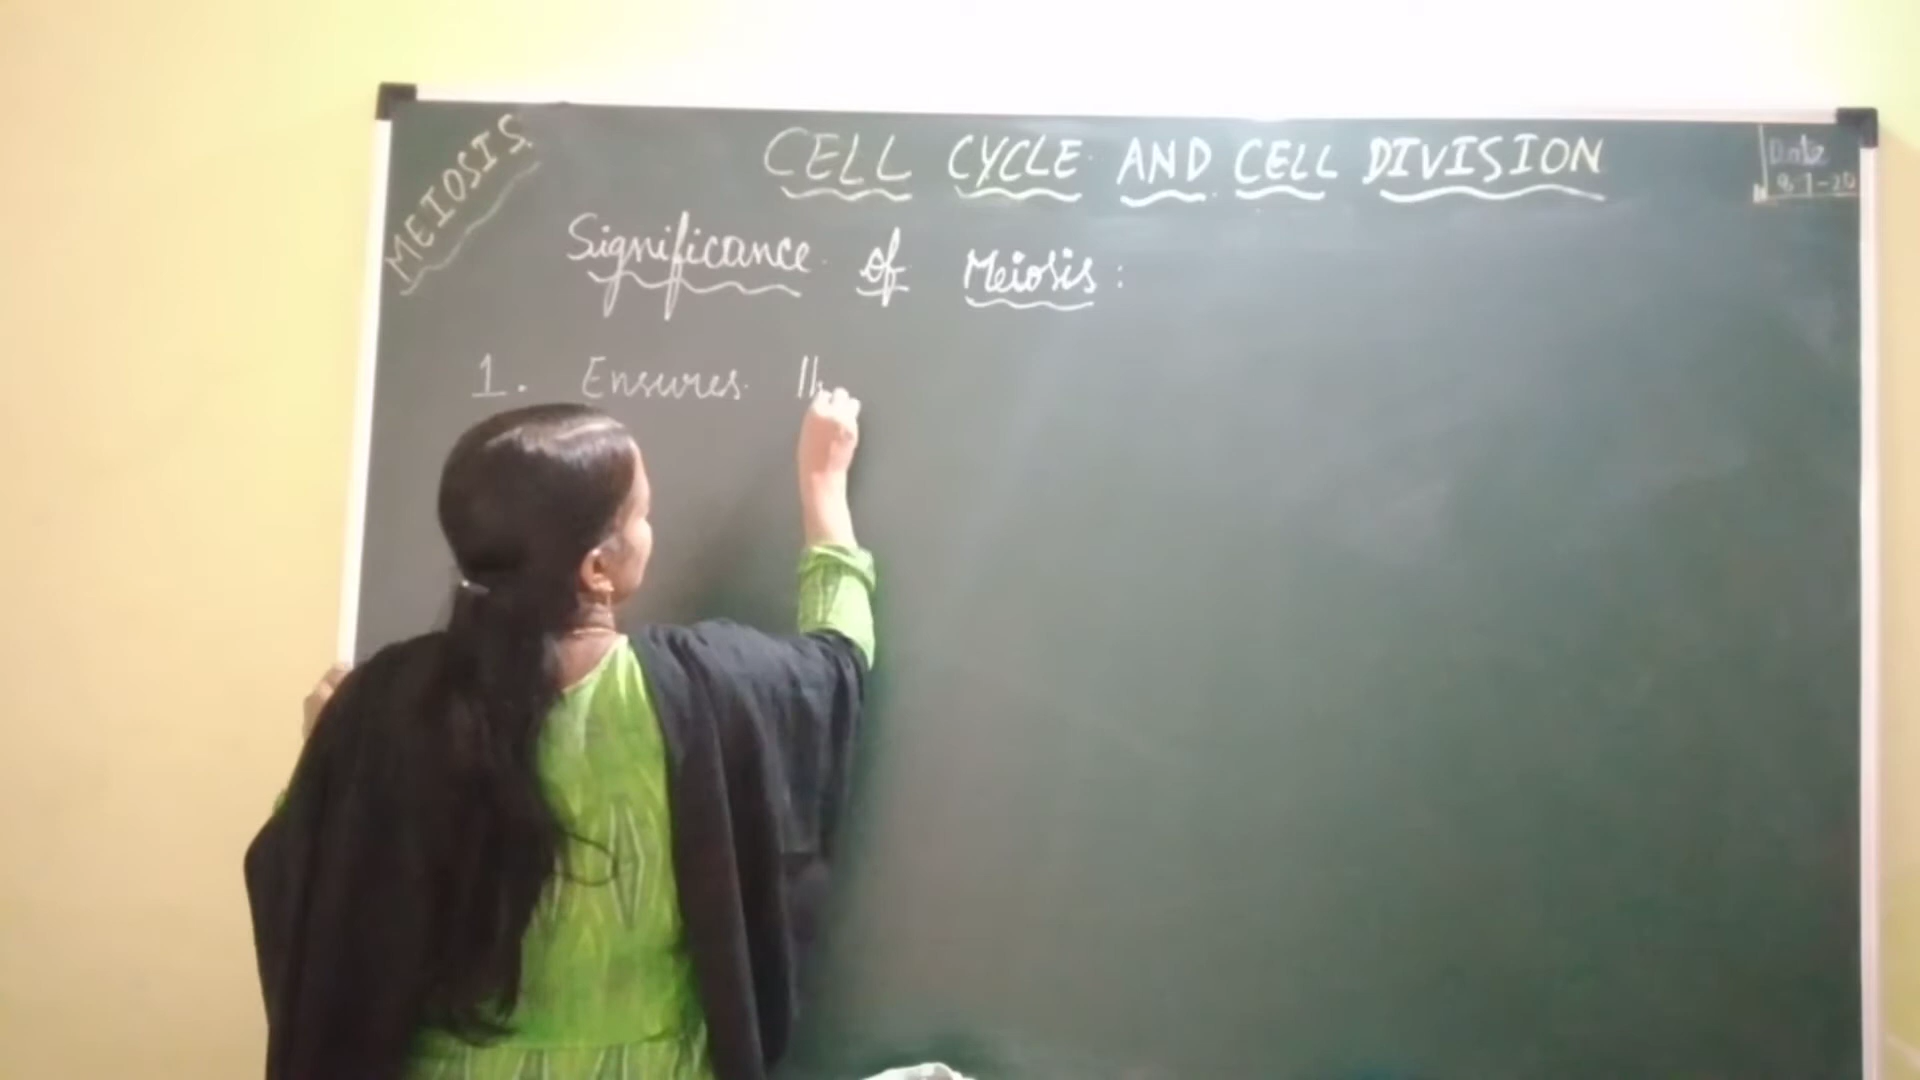 MEIOSIS
CELL CYCLE AND CELL DIVISION
Date
Significance of Meiosis:
1. Ensures